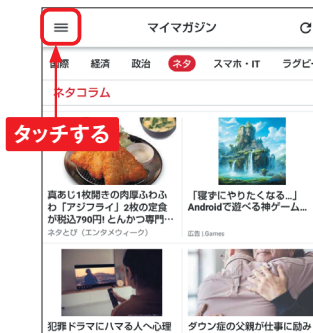 マイマガジン
国際 経済 政治 ネタ スマホ・IT ラグビー
ネタコラム
タッチする
真あじ1枚開きの肉厚ふわふ
わ「アジフライ」2枚の定食
が税込790円! とんかつ専門…
ネタとぴ（エンタメウィーク）
「寝ずにやりたくなる…」
Androidで遊べる神ゲーム…
広告 | .Games
犯罪ドラマにハマる人へ心理
ダウン症の父親が仕事に励み